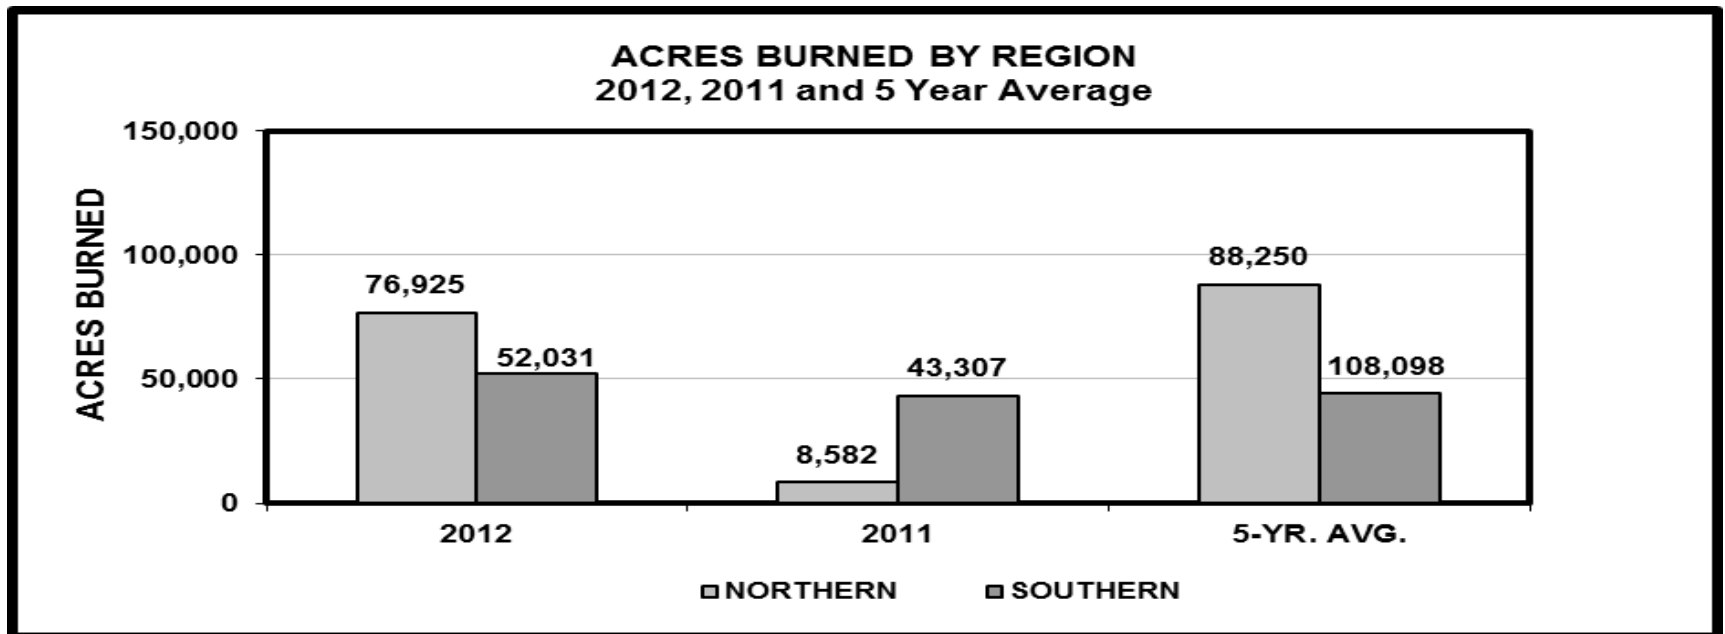 ACRES BURNED BY REGION
2012, 2011 and 5 Year Average
ACRES BURNED
150,000
100,000
50,000
0
76,925
52,031
8,582
43,307
88,250
108,098
2012
2011
5-YR. AVG.
NORTHERN
SOUTHERN